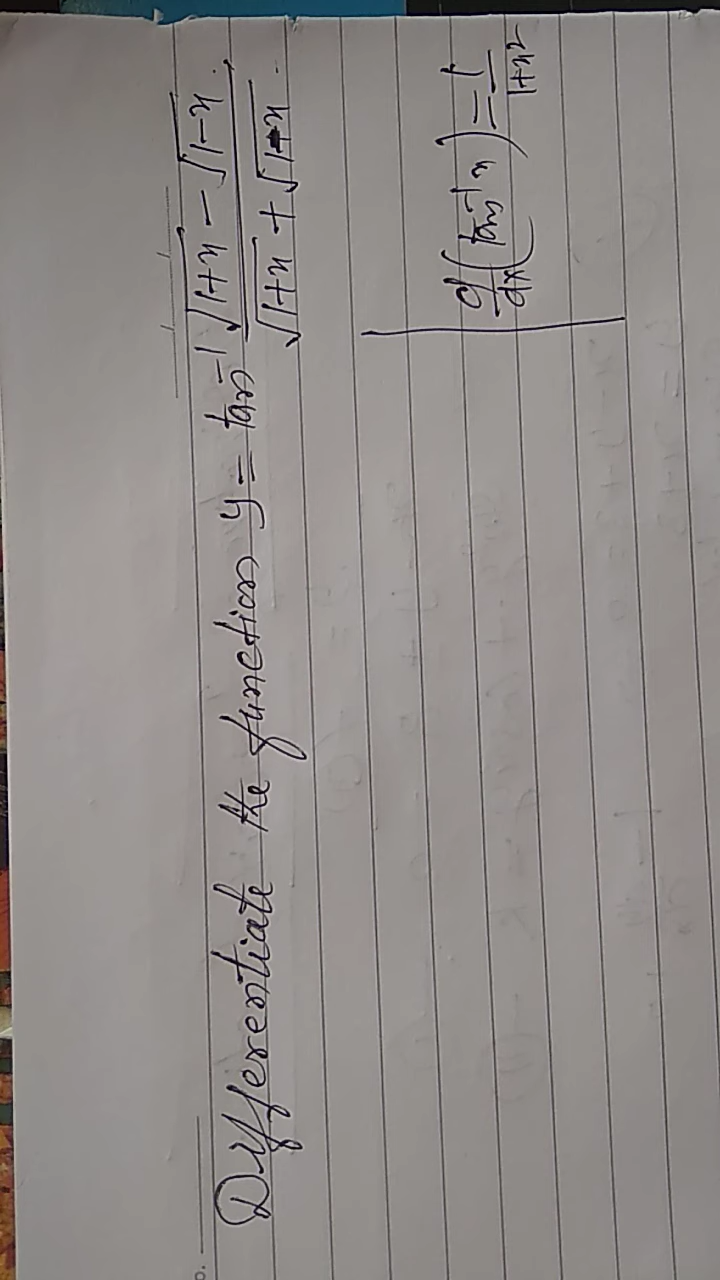 Differentiate the function y = tan⁻¹ (√1+x − √1−x) / (√1+x + √1−x).
d/dx (tan⁻¹ x) = 1/1+x²